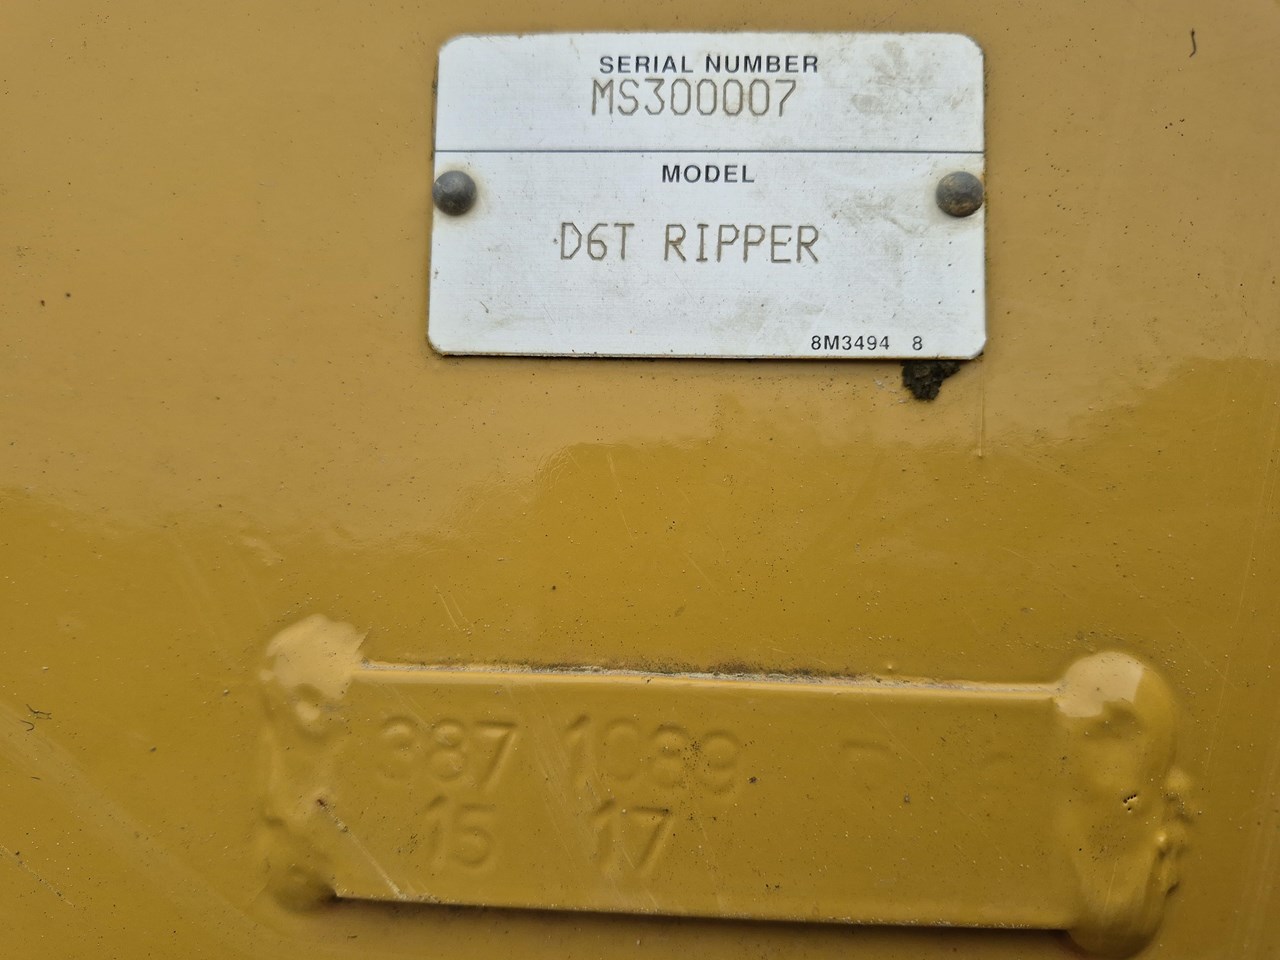 SERIAL NUMBER
MS300007
MODEL
D6T RIPPER
8M3494 8
387 1089
15 17